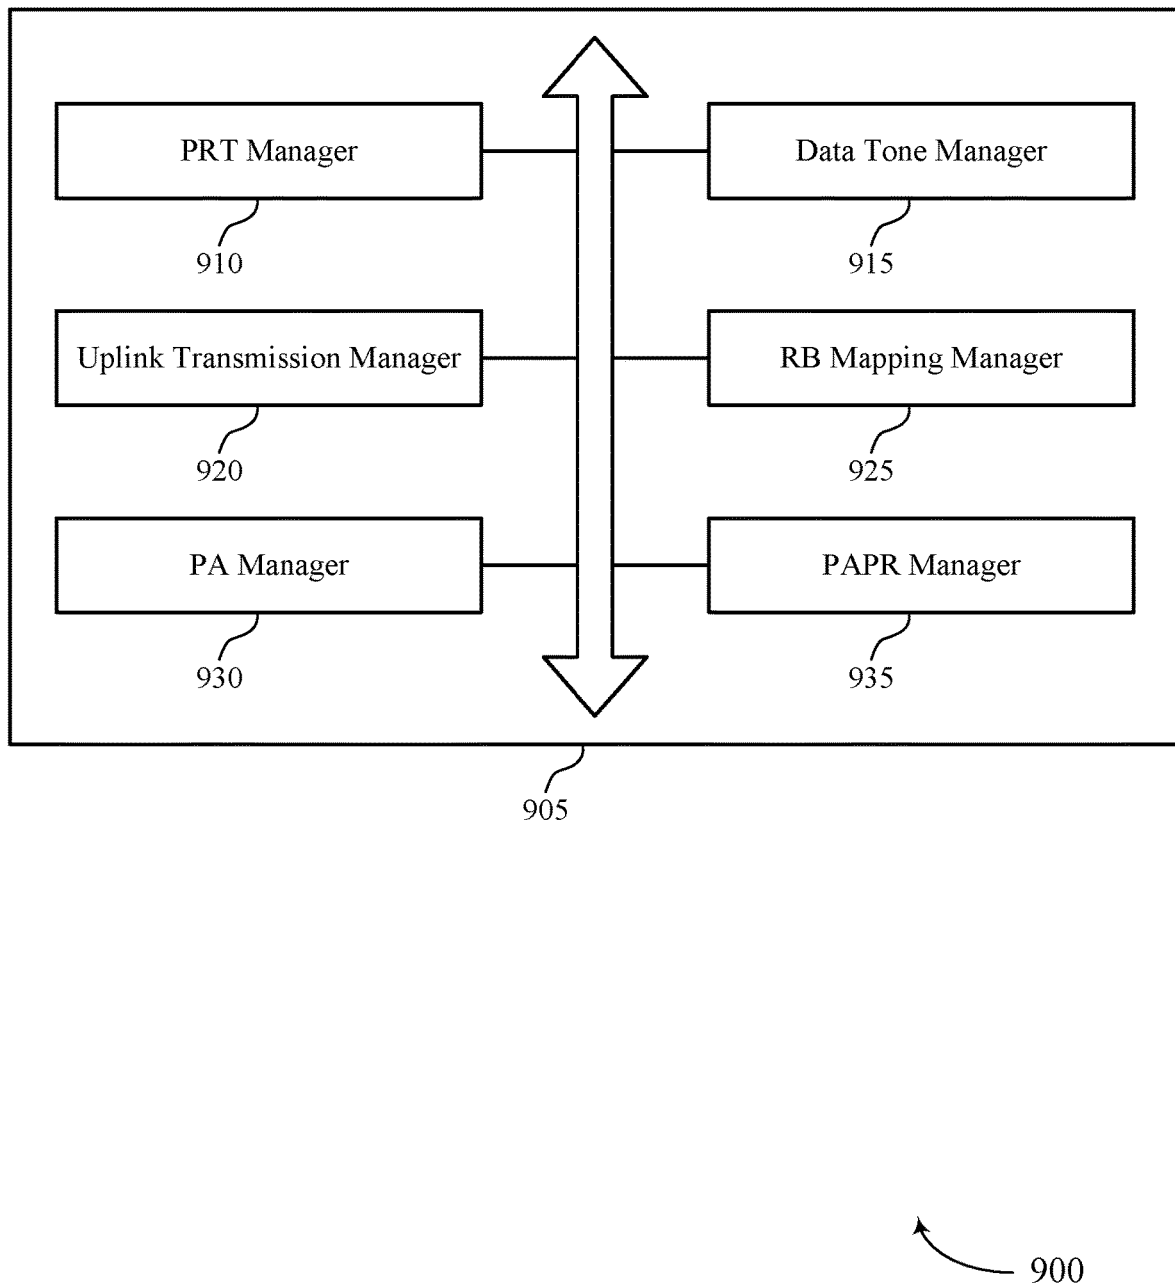 PRT Manager
Data Tone Manager
910
915
Uplink Transmission Manager
RB Mapping Manager
920
925
PA Manager
PAPR Manager
930
935
905
900